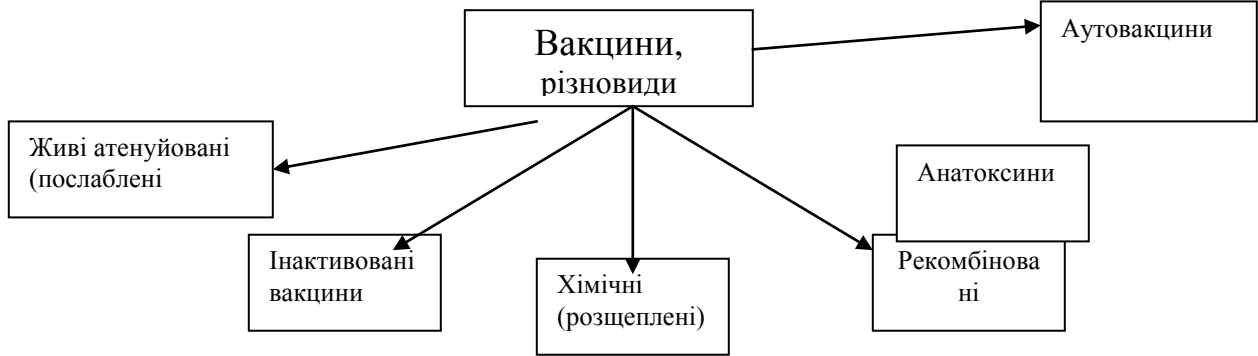 Вакцини,
різновиди
Аутовакцини
Живі атенуйовані
(послаблені
Анатоксини
Інактивовані
вакцини
Хімічні
(розщеплені)
Рекомбінова
ні